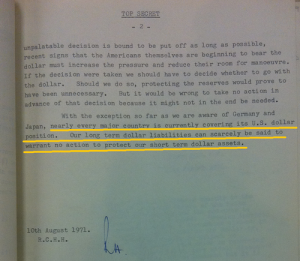 TOP SECRET
- 2 -
unpalatable decision is bound to be put off as long as possible,
recent signs that the Americans themselves are beginning to bear the
dollar must increase the pressure and reduce their room for manoeuvre.
If the decision were taken we should have to decide whether to go with
the dollar. Should we do so, protecting the reserves would prove to
have been unnecessary. But it would be wrong to take no action in
advance of that decision because it might not in the end be needed.
With the exception so far as we are aware of Germany and
Japan, nearly every major country is currently covering its U.S. dollar
position. Our long term dollar liabilities can scarcely be said to
warrant no action to protect our short term dollar assets.
10th August 1971.